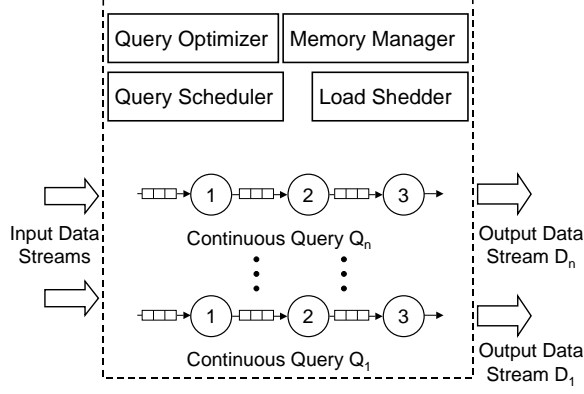 Query Optimizer
Memory Manager
Query Scheduler
Load Shedder
1
2
3
Input Data
Streams
Continuous Query Qn
Output Data
Stream Dn
1
2
3
Continuous Query Q1
Output Data
Stream D1